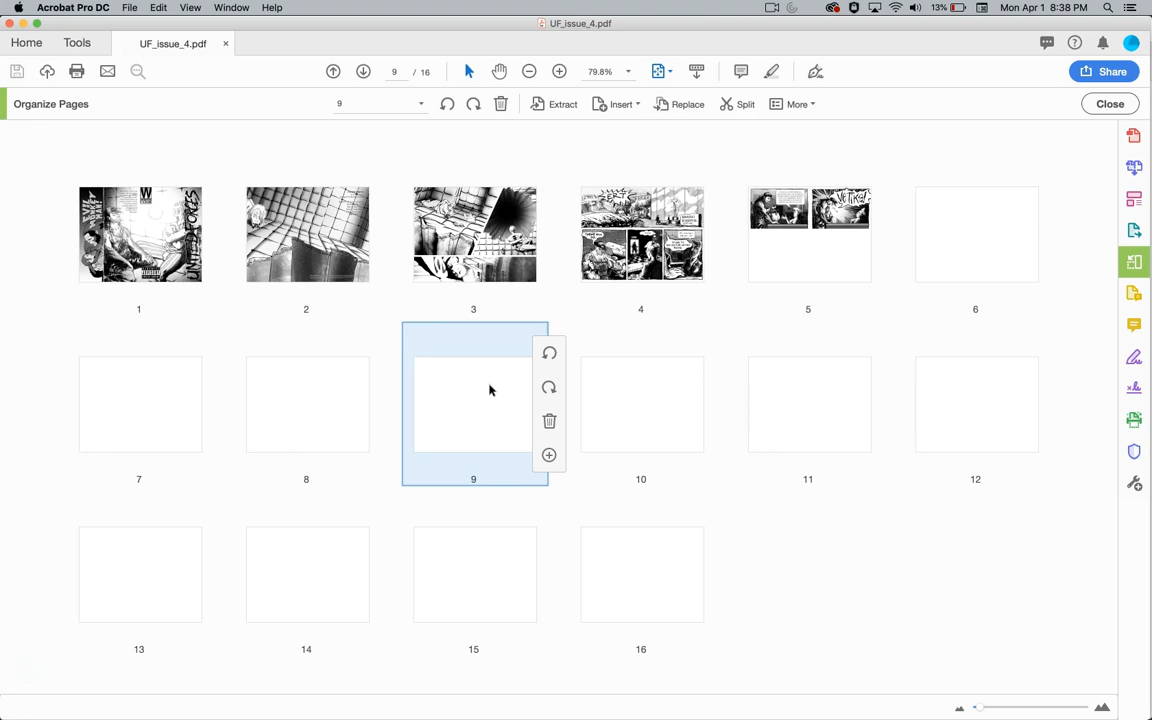 Acrobat Pro DC File Edit View Window Help 13% Mon Apr 1 8:38 PM
UF_issue_4.pdf
Home Tools UF_issue_4.pdf ×
9 / 16 79.8% Share
Organize Pages 9 Extract Insert Replace Split More Close
W
UNITED FORCES
1 2 3 4 5 6
7 8 9 10 11 12
13 14 15 16